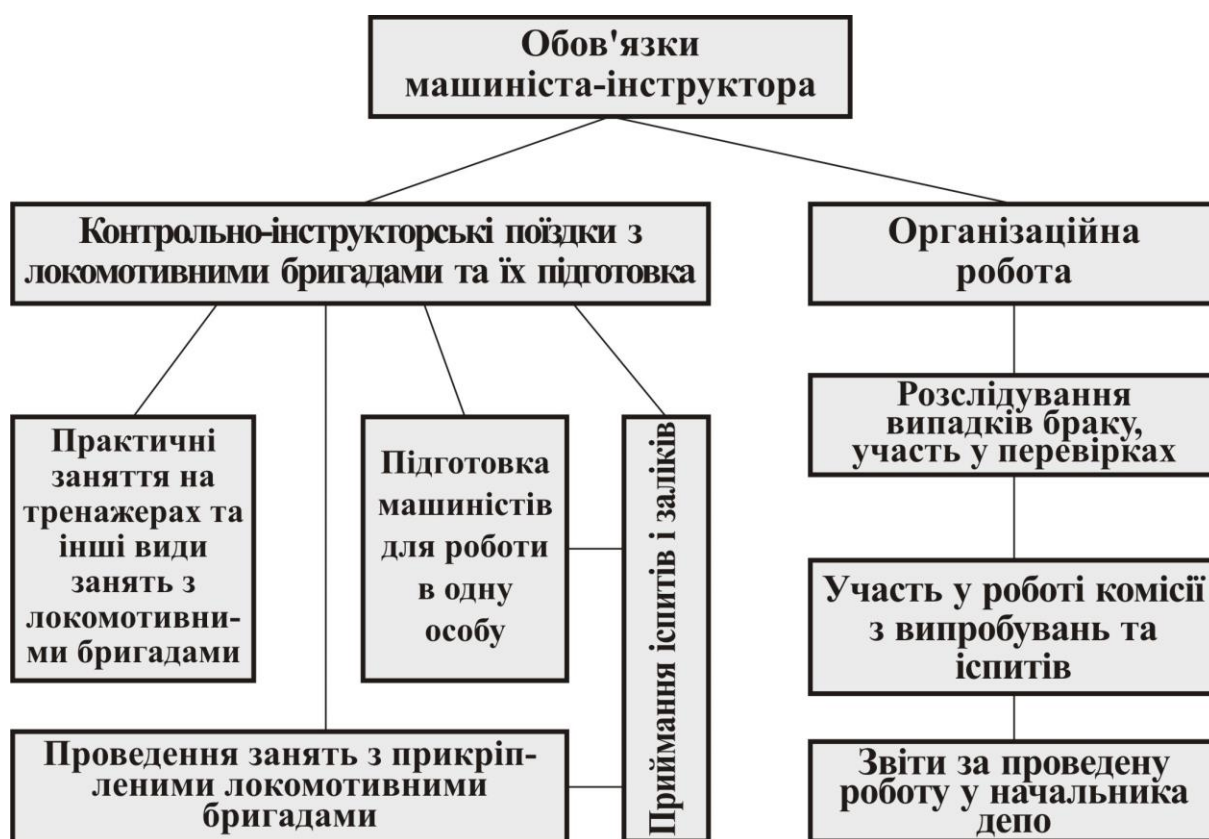 Обов'язки
машиніста-інструктора
Контрольно-інструкторські поїздки з
локомотивними бригадами та їх підготовка
Організаційна
робота
Практичні
заняття на
тренажерах та
інші види
занять з
локомотивни-
ми бригадами
Підготовка
машиністів
для роботи
в одну
особу
Приймання іспитів і заліків
Розслідування
випадків браку,
участь у перевірках
Участь у роботі комісії
з випробувань та
іспитів
Проведення занять з прикріп-
леними локомотивними
бригадами
Звіти за проведену
роботу у начальника
депо